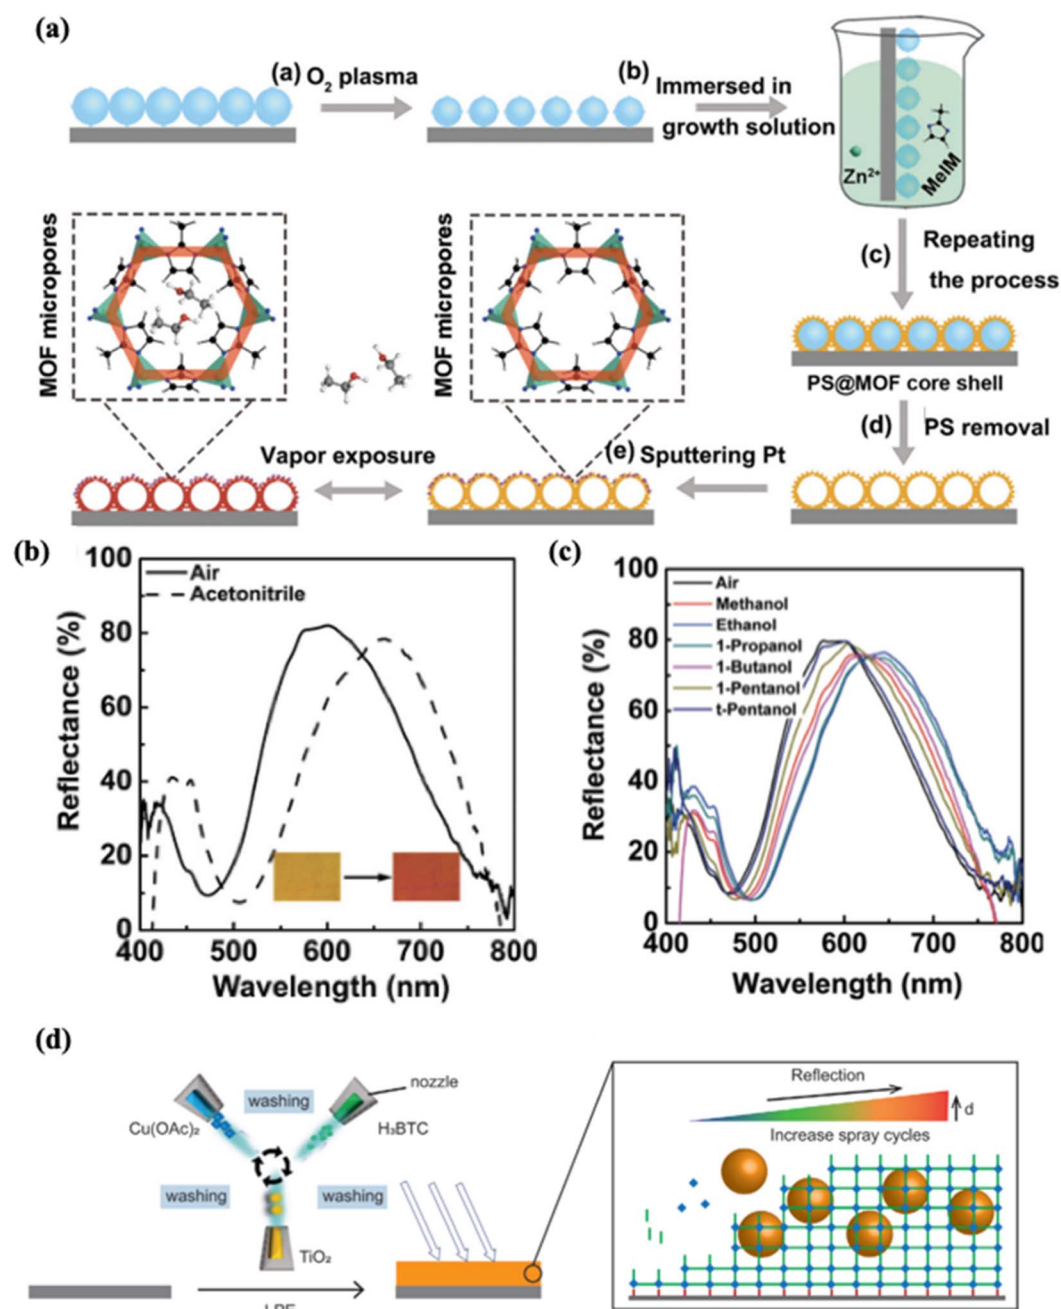 (a)
(a) O₂ plasma
(b) Immersed in
growth solution
Zn²⁺
MeIM
(c) Repeating
the process
MOF micropores
MOF micropores
PS@MOF core shell
(d) PS removal
Vapor exposure
(e) Sputtering Pt
(b)
Reflectance (%)
100
80
60
40
20
0
Air
Acetonitrile
400 500 600 700 800
Wavelength (nm)
(c)
Reflectance (%)
100
80
60
40
20
0
Air
Methanol
Ethanol
1-Propanol
1-Butanol
1-Pentanol
t-Pentanol
400 500 600 700 800
Wavelength (nm)
(d)
nozzle
washing
Cu(OAc)₂
H₃BTC
washing
washing
TiO₂
Reflection
d
Increase spray cycles